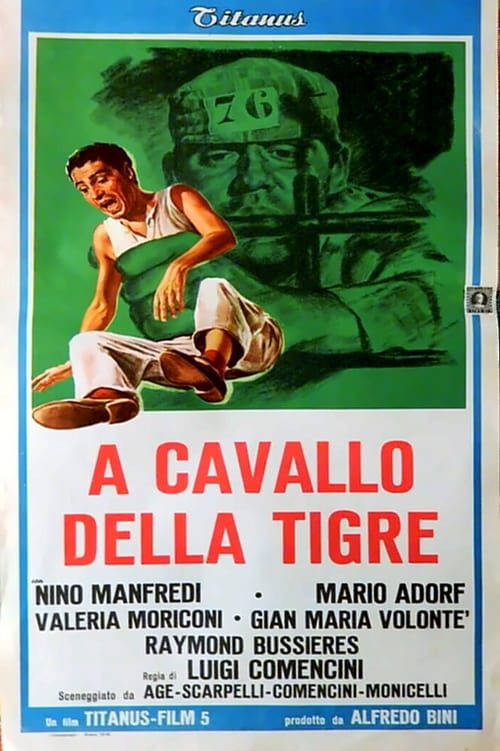 Titanus
76
A CAVALLO
DELLA TIGRE
con
NINO MANFREDI • MARIO ADORF
VALERIA MORICONI • GIAN MARIA VOLONTE'
RAYMOND BUSSIERES
Regia di LUIGI COMENCINI
Sceneggiato da AGE-SCARPELLI-COMENCINI-MONICELLI
Un film TITANUS-FILM 5 prodotto da ALFREDO BINI